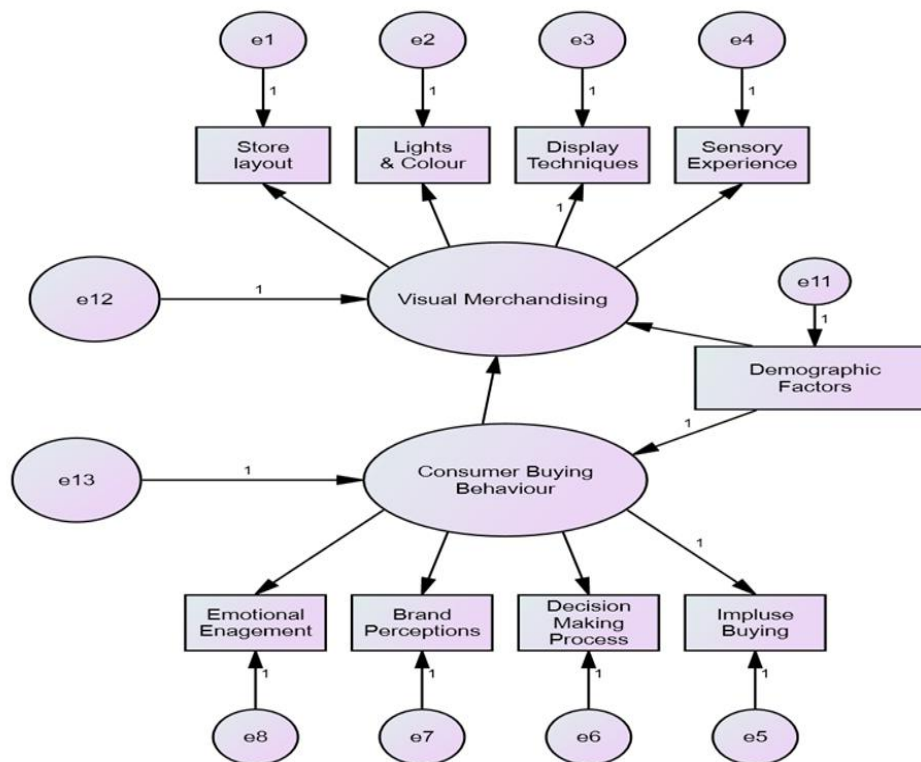 e1
e2
e3
e4
1
1
1
1
Store
layout
Lights
& Colour
Display
Techniques
Sensory
Experience
1
e12
1
Visual Merchandising
e11
1
Demographic
Factors
1
e13
1
Consumer Buying
Behaviour
1
Emotional
Enagement
Brand
Perceptions
Decision
Making
Process
Impluse
Buying
1
1
1
1
e8
e7
e6
e5